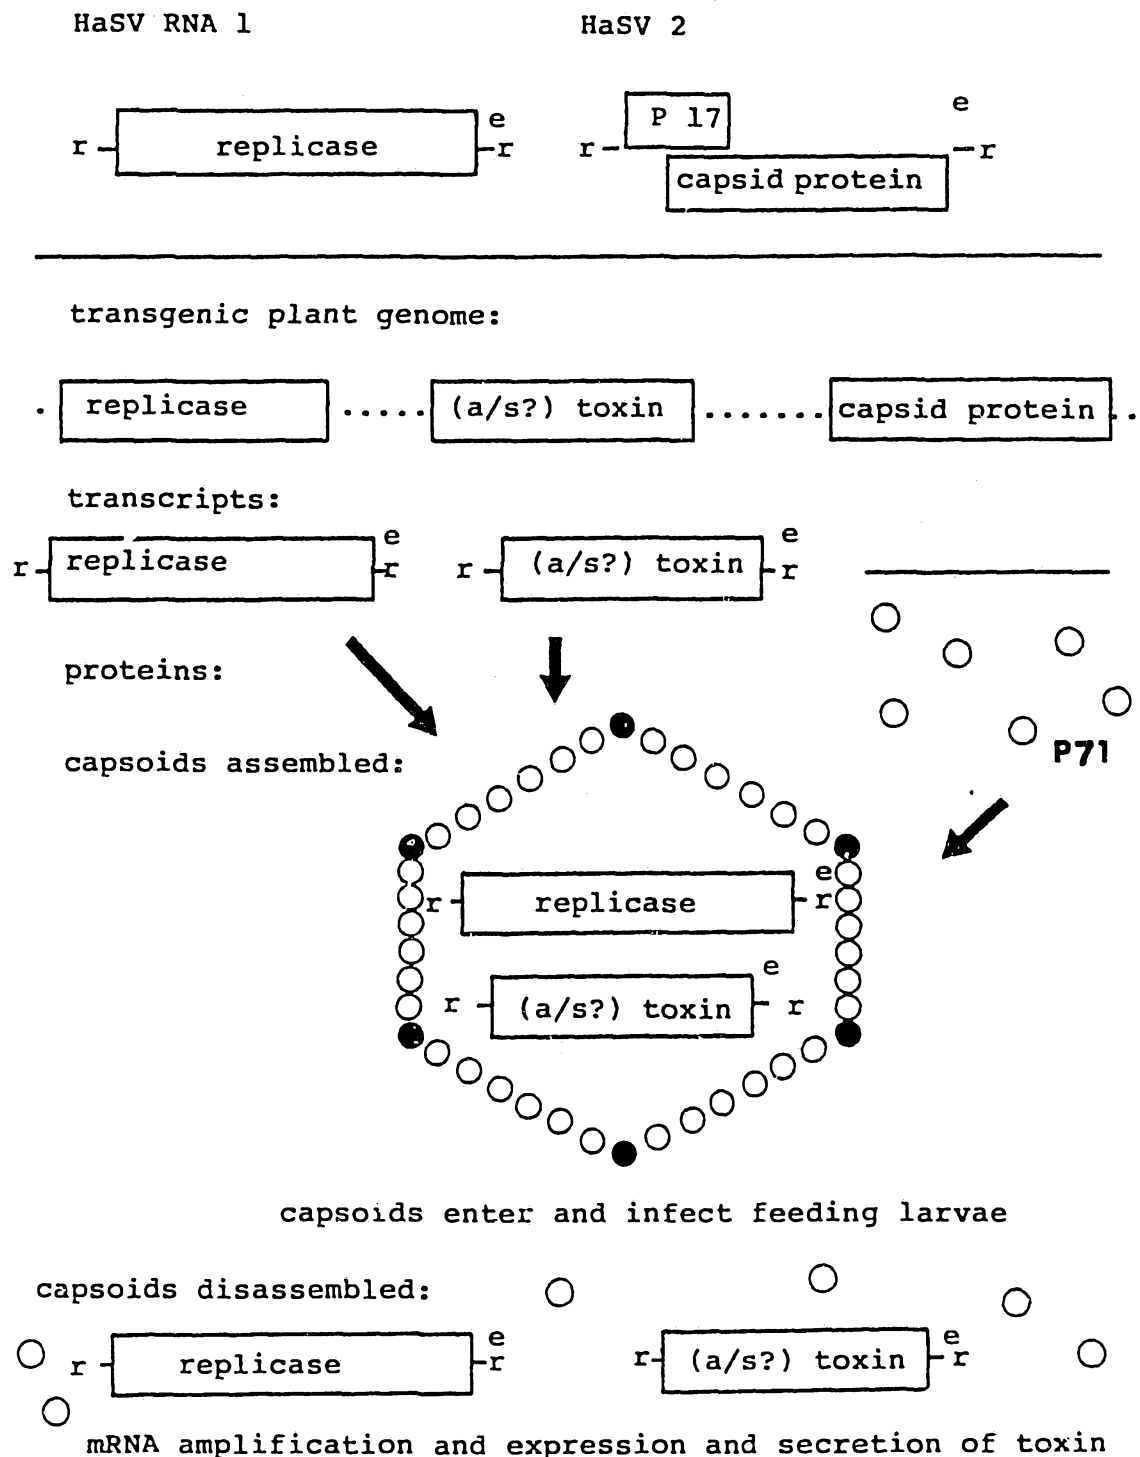 HaSV RNA 1 HaSV 2
e e
r replicase r r P 17 r
capsid protein
transgenic plant genome:
. replicase ..... (a/s?) toxin ....... capsid protein ..
transcripts:
e e
r replicase r r (a/s?) toxin r
proteins:
P71
capsoids assembled:
e
r replicase r
e
r (a/s?) toxin r
capsoids enter and infect feeding larvae
capsoids disassembled:
e e
r replicase r r (a/s?) toxin r
mRNA amplification and expression and secretion of toxin